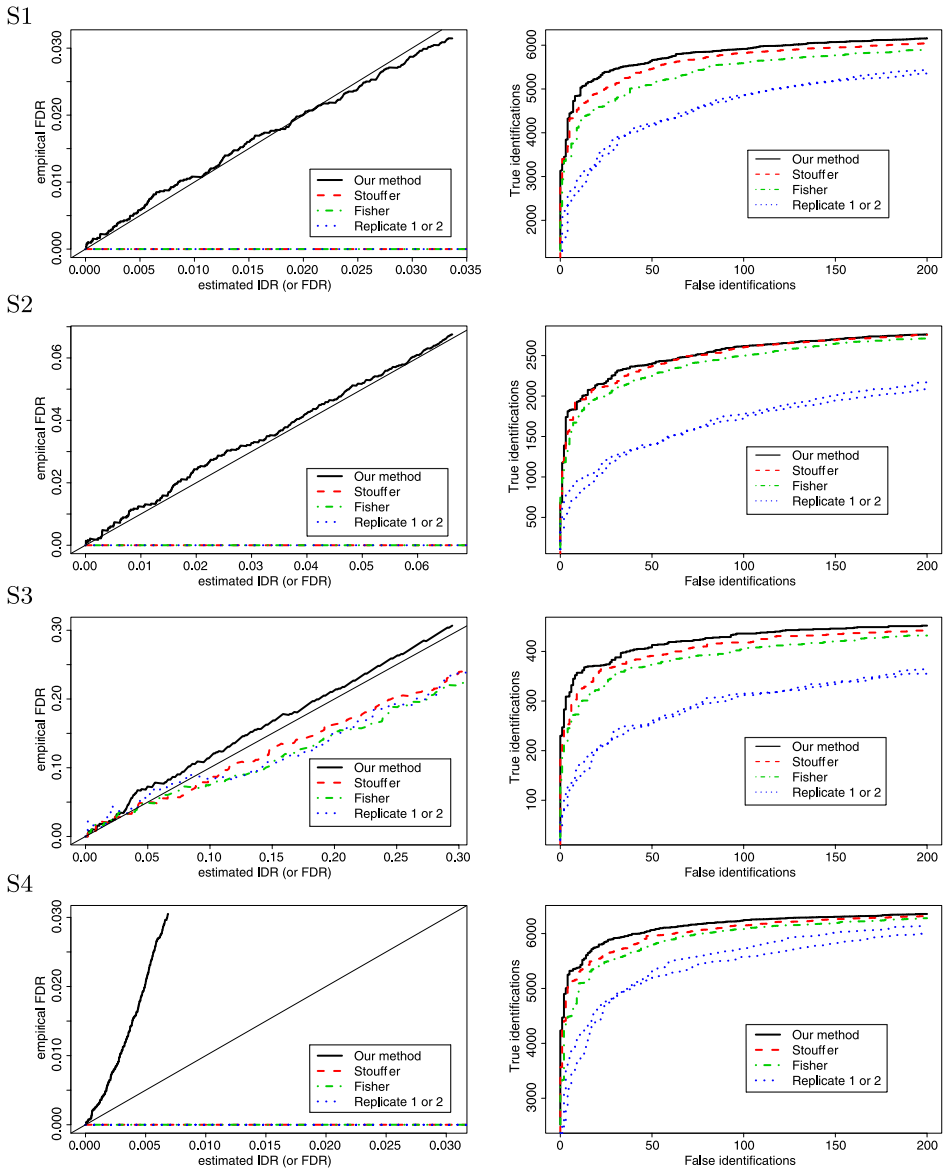 S1
empirical FDR
0.000
0.010
0.020
0.030
Our method
Stouffer
Fisher
Replicate 1 or 2
0.000 0.005 0.010 0.015 0.020 0.025 0.030 0.035
estimated IDR (or FDR)
True identifications
2000 3000 4000 5000 6000
Our method
Stouffer
Fisher
Replicate 1 or 2
0 50 100 150 200
False identifications
S2
empirical FDR
0.00 0.02 0.04 0.06
Our method
Stouffer
Fisher
Replicate 1 or 2
0.00 0.01 0.02 0.03 0.04 0.05 0.06
estimated IDR (or FDR)
True identifications
500 1000 1500 2000 2500
Our method
Stouffer
Fisher
Replicate 1 or 2
0 50 100 150 200
False identifications
S3
empirical FDR
0.00 0.10 0.20 0.30
Our method
Stouffer
Fisher
Replicate 1 or 2
0.00 0.05 0.10 0.15 0.20 0.25 0.30
estimated IDR (or FDR)
True identifications
100 200 300 400
Our method
Stouffer
Fisher
Replicate 1 or 2
0 50 100 150 200
False identifications
S4
empirical FDR
0.000 0.010 0.020 0.030
Our method
Stouffer
Fisher
Replicate 1 or 2
0.000 0.005 0.010 0.015 0.020 0.025 0.030
estimated IDR (or FDR)
True identifications
3000 4000 5000 6000
Our method
Stouffer
Fisher
Replicate 1 or 2
0 50 100 150 200
False identifications